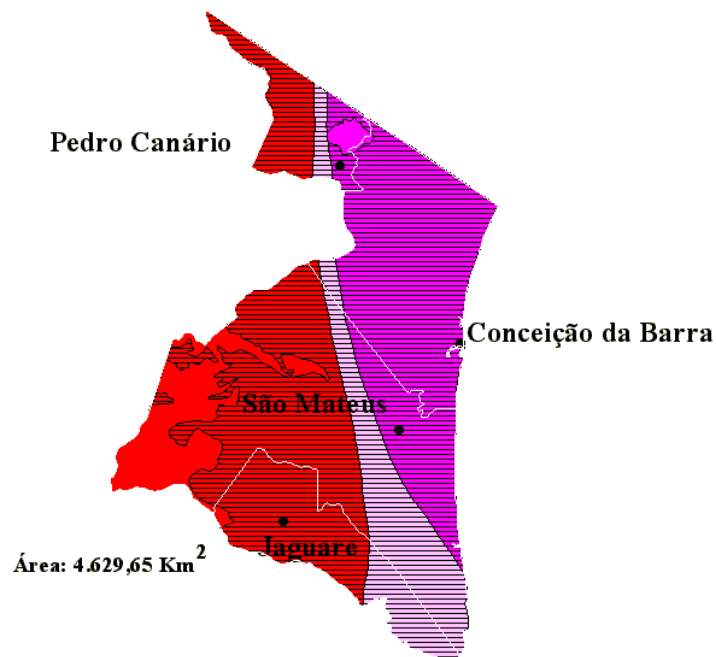 Pedro Canário
Conceição da Barra
São Mateus
Jaguare
Área: 4.629,65 Km²